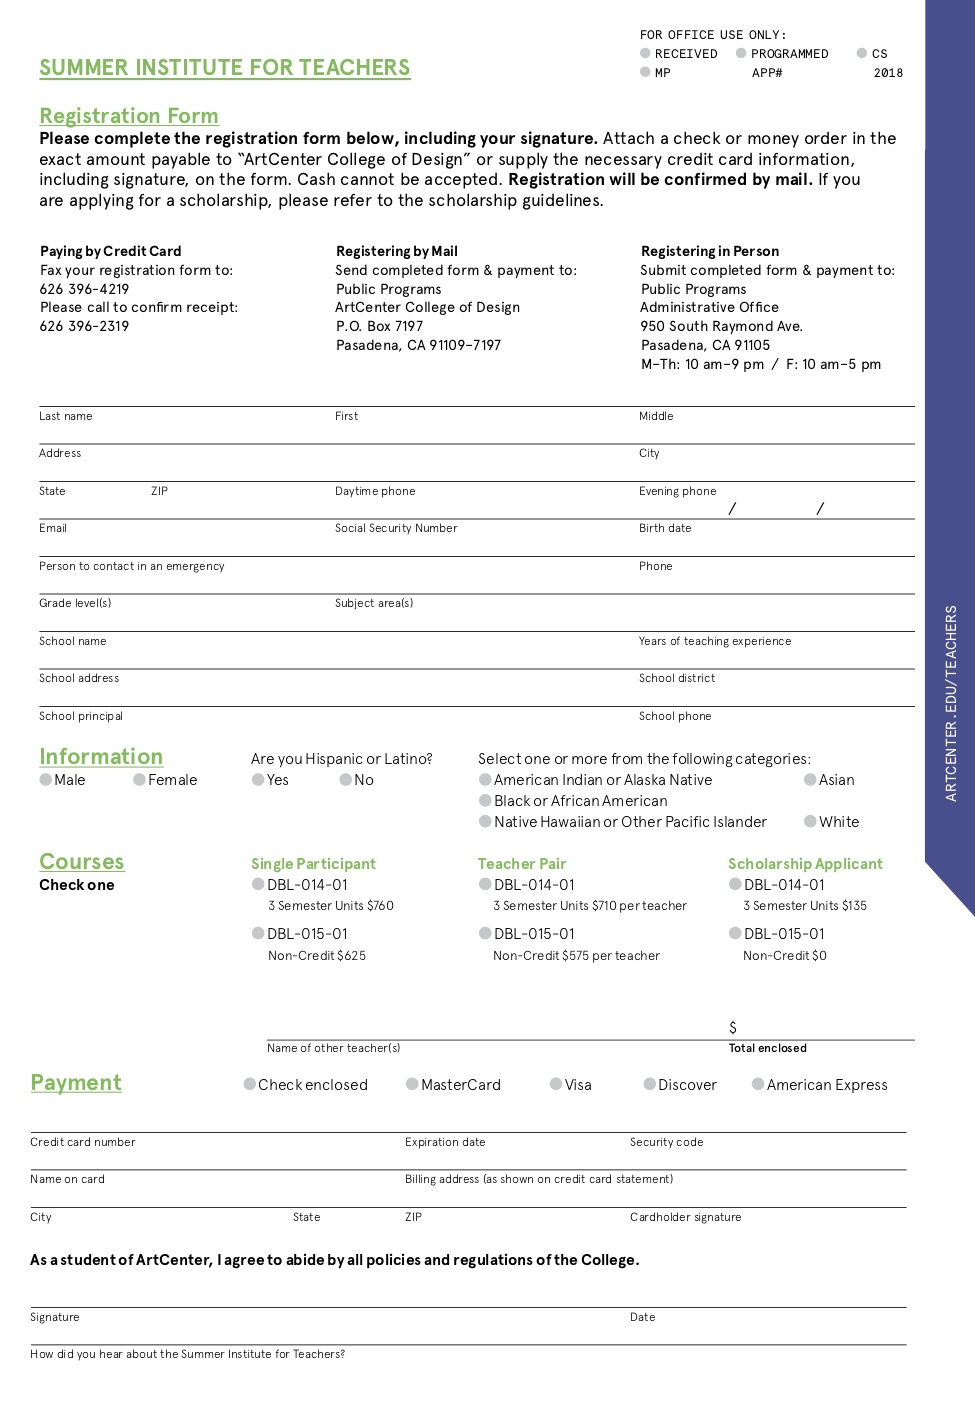 FOR OFFICE USE ONLY:
RECEIVED PROGRAMMED CS
MP APP# 2018
SUMMER INSTITUTE FOR TEACHERS
Registration Form
Please complete the registration form below, including your signature. Attach a check or money order in the
exact amount payable to “ArtCenter College of Design” or supply the necessary credit card information,
including signature, on the form. Cash cannot be accepted. Registration will be confirmed by mail. If you
are applying for a scholarship, please refer to the scholarship guidelines.
Paying by Credit Card
Fax your registration form to:
626 396-4219
Please call to confirm receipt:
626 396-2319
Registering by Mail
Send completed form & payment to:
Public Programs
ArtCenter College of Design
P.O. Box 7197
Pasadena, CA 91109–7197
Registering in Person
Submit completed form & payment to:
Public Programs
Administrative Office
950 South Raymond Ave.
Pasadena, CA 91105
M–Th: 10 am–9 pm / F: 10 am–5 pm
Last name First Middle
Address City
State ZIP Daytime phone Evening phone
/ /
Email Social Security Number Birth date
Person to contact in an emergency Phone
Grade level(s) Subject area(s)
School name Years of teaching experience
School address School district
School principal School phone
Information
Male Female
Are you Hispanic or Latino?
Yes No
Select one or more from the following categories:
American Indian or Alaska Native Asian
Black or African American
Native Hawaiian or Other Pacific Islander White
Courses
Check one
Single Participant
DBL-014-01
3 Semester Units $760
DBL-015-01
Non-Credit $625
Teacher Pair
DBL-014-01
3 Semester Units $710 per teacher
DBL-015-01
Non-Credit $575 per teacher
Scholarship Applicant
DBL-014-01
3 Semester Units $135
DBL-015-01
Non-Credit $0
$
Name of other teacher(s) Total enclosed
Payment Check enclosed MasterCard Visa Discover American Express
Credit card number Expiration date Security code
Name on card Billing address (as shown on credit card statement)
City State ZIP Cardholder signature
As a student of ArtCenter, I agree to abide by all policies and regulations of the College.
Signature Date
How did you hear about the Summer Institute for Teachers?
ARTCENTER.EDU/TEACHERS